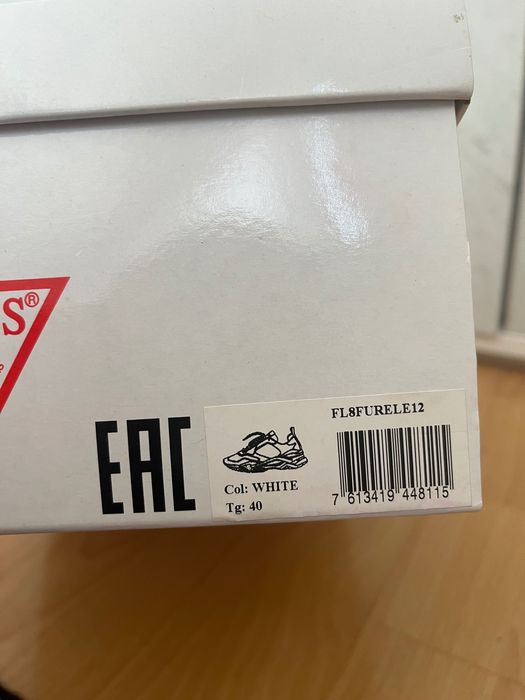 S®
EAC
FL8FURELE12
Col: WHITE
Tg: 40
7 613419 448115